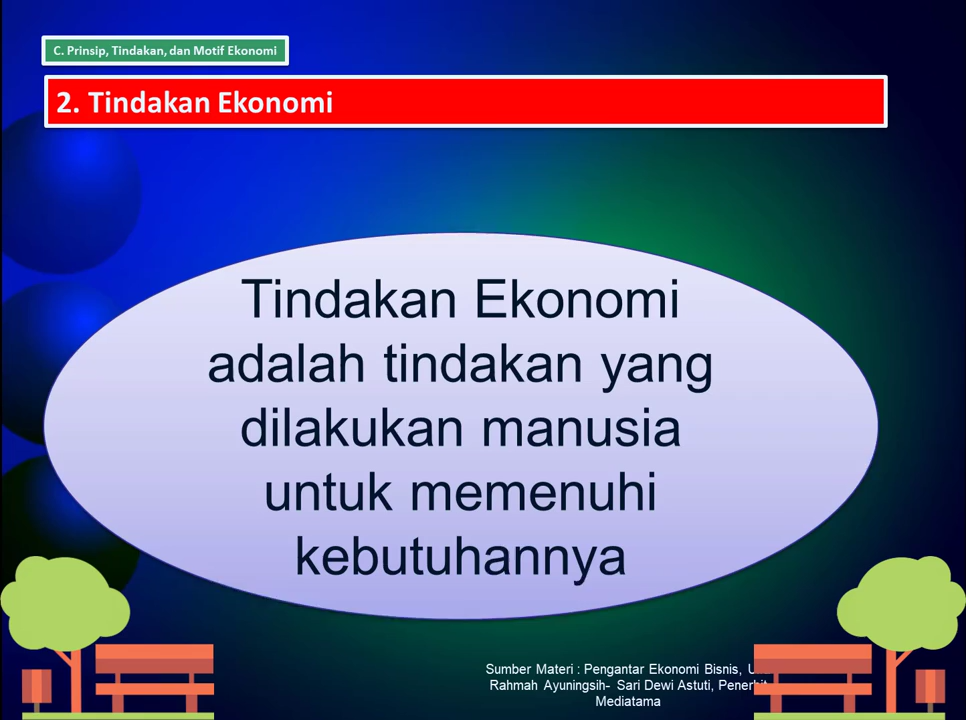 C. Prinsip, Tindakan, dan Motif Ekonomi
2. Tindakan Ekonomi
Tindakan Ekonomi
adalah tindakan yang
dilakukan manusia
untuk memenuhi
kebutuhannya
Sumber Materi : Pengantar Ekonomi Bisnis,
Rahmah Ayuningsih- Sari Dewi Astuti, Penerbit
Mediatama